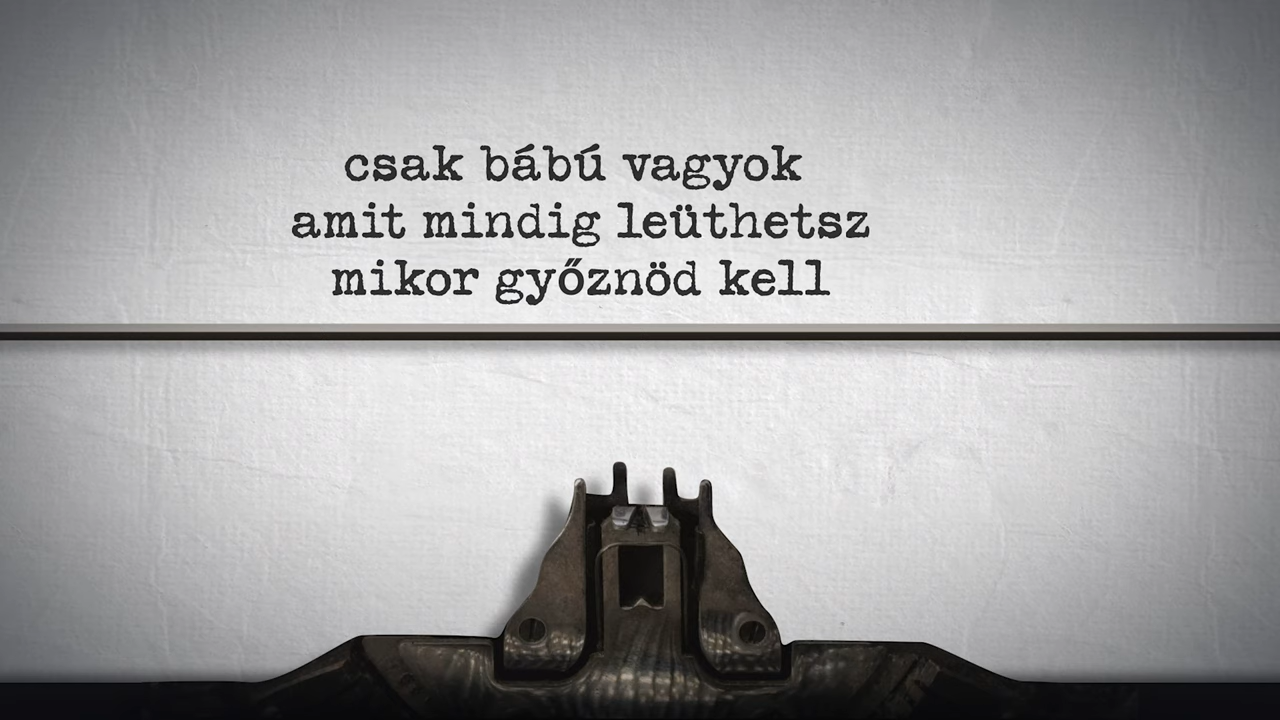 csak bábú vagyok
amit mindig leüthetsz
mikor győznöd kell